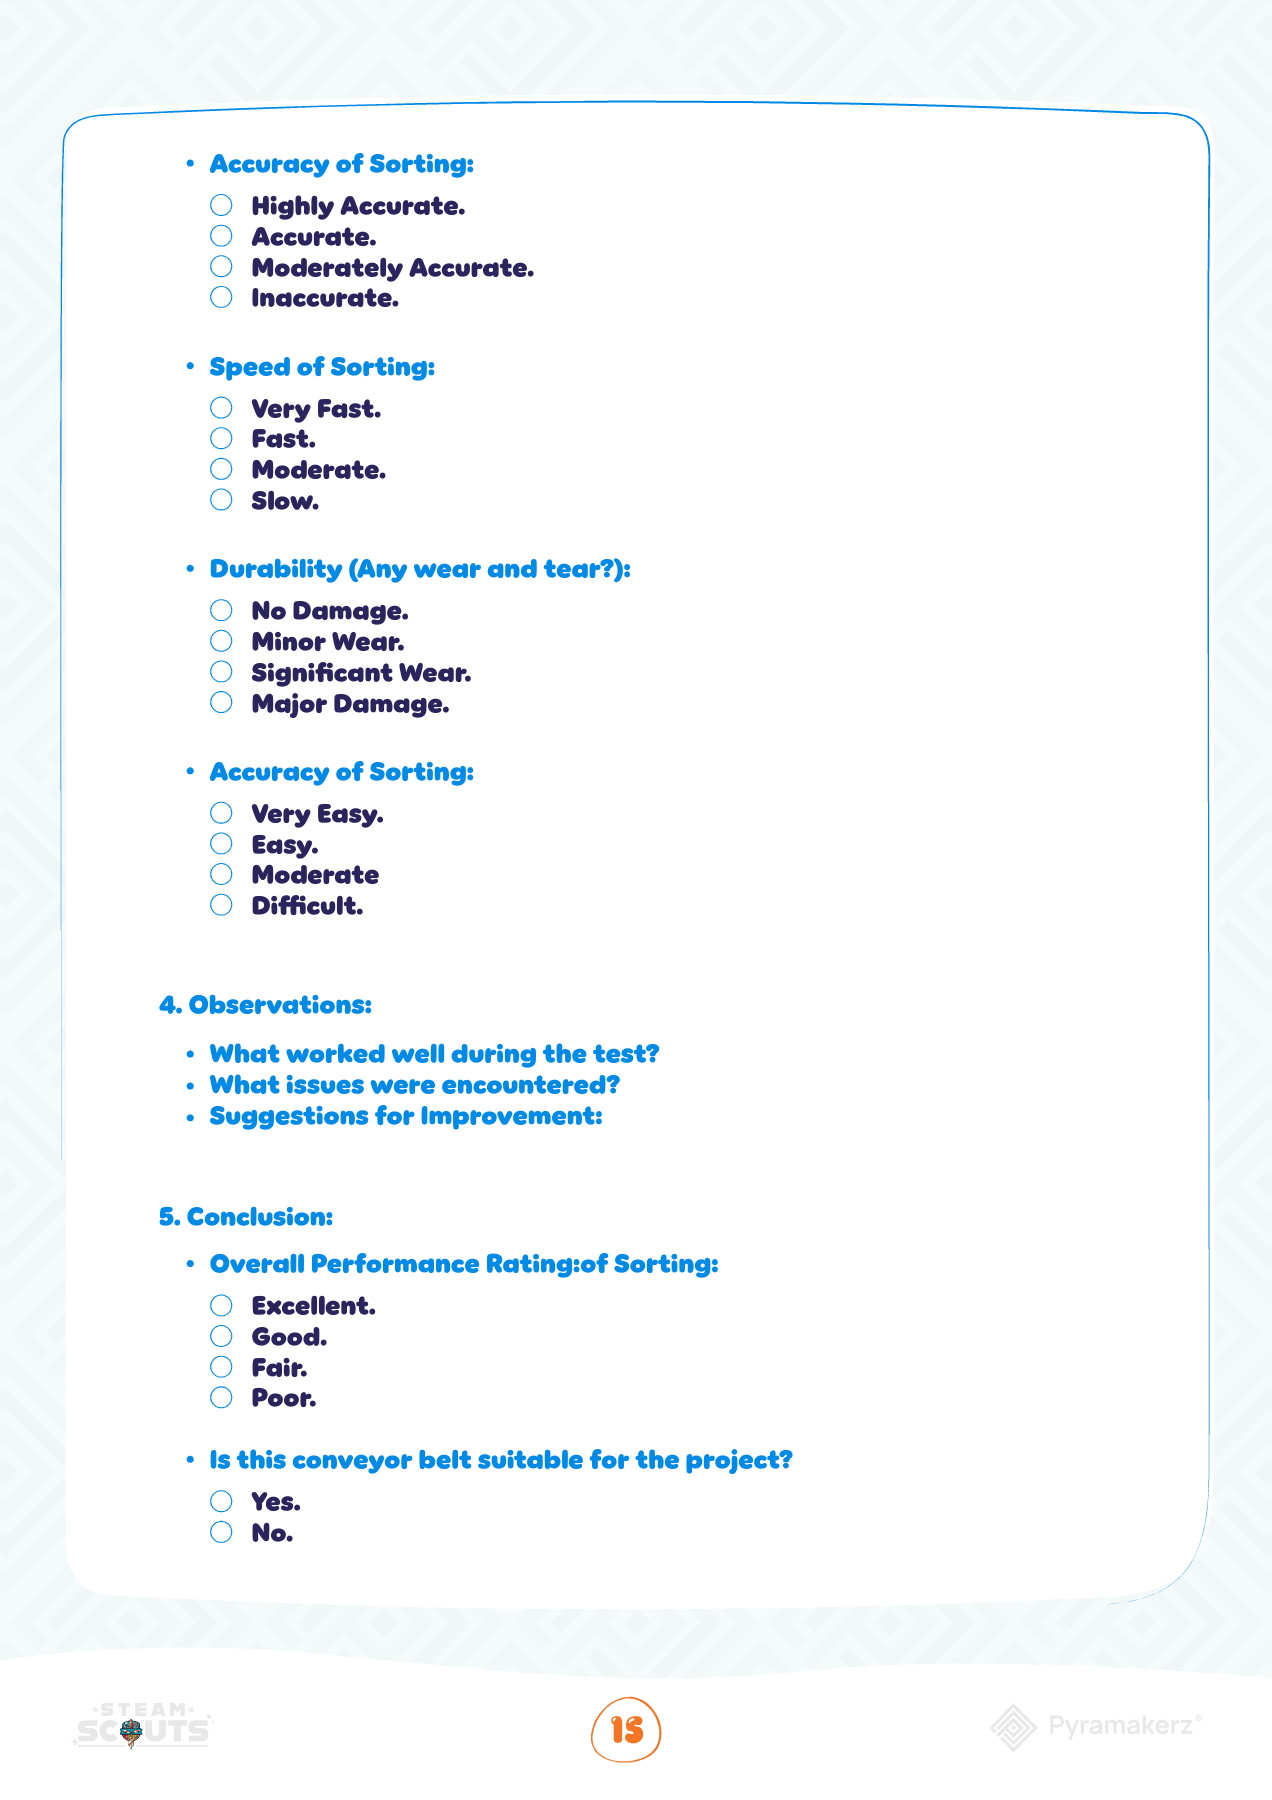 • Accuracy of Sorting:
Highly Accurate.
Accurate.
Moderately Accurate.
Inaccurate.
• Speed of Sorting:
Very Fast.
Fast.
Moderate.
Slow.
• Durability (Any wear and tear?):
No Damage.
Minor Wear.
Significant Wear.
Major Damage.
• Accuracy of Sorting:
Very Easy.
Easy.
Moderate
Difficult.
4. Observations:
• What worked well during the test?
• What issues were encountered?
• Suggestions for Improvement:
5. Conclusion:
• Overall Performance Rating:of Sorting:
Excellent.
Good.
Fair.
Poor.
• Is this conveyor belt suitable for the project?
Yes.
No.
STEAM
SCOUTS
15
Pyramakerz